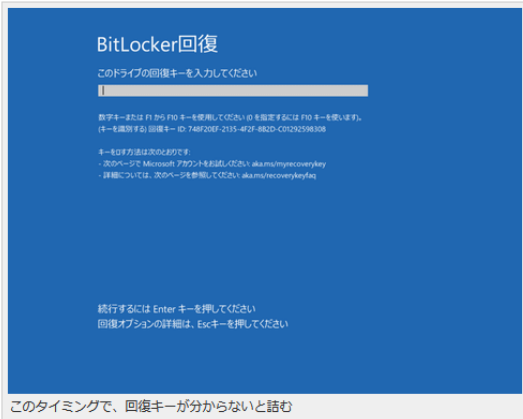 BitLocker回復
このドライブの回復キーを入力してください
数字キーまたは F1 から F10 キーを使用してください (0 を指定するには F10 キーを使います)。
(キーを識別する) 回復キー ID: 748F20EF-2135-4F2F-8B2D-C01292598308
キーを口す方法は次のとおりです:
- 次のページで Microsoft アカウントをお試しください: aka.ms/myrecoverykey
- 詳細については、次のページを参照してください: aka.ms/recoverykeyfaq
続行するには Enter キーを押してください
回復オプションの詳細は、Escキーを押してください
このタイミングで、回復キーが分からないと詰む